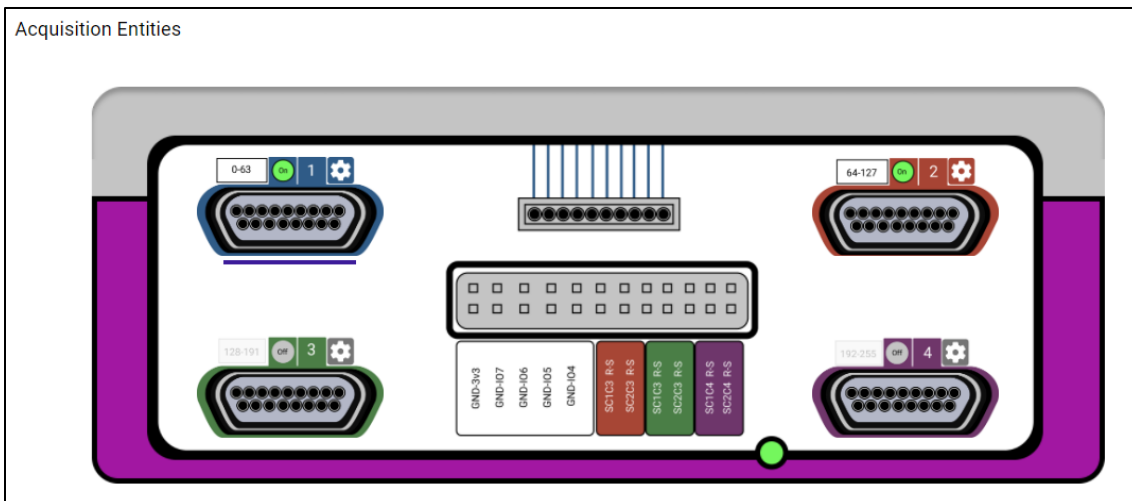 Acquisition Entities
0-63 On 1
64-127 On 2
128-191 Off 3
192-255 Off 4
GND-3v3
GND-IO7
GND-IO6
GND-IO5
GND-IO4
SC1C3 R-S
SC2C3 R-S
SC1C3 R-S
SC2C3 R-S
SC1C4 R-S
SC2C4 R-S